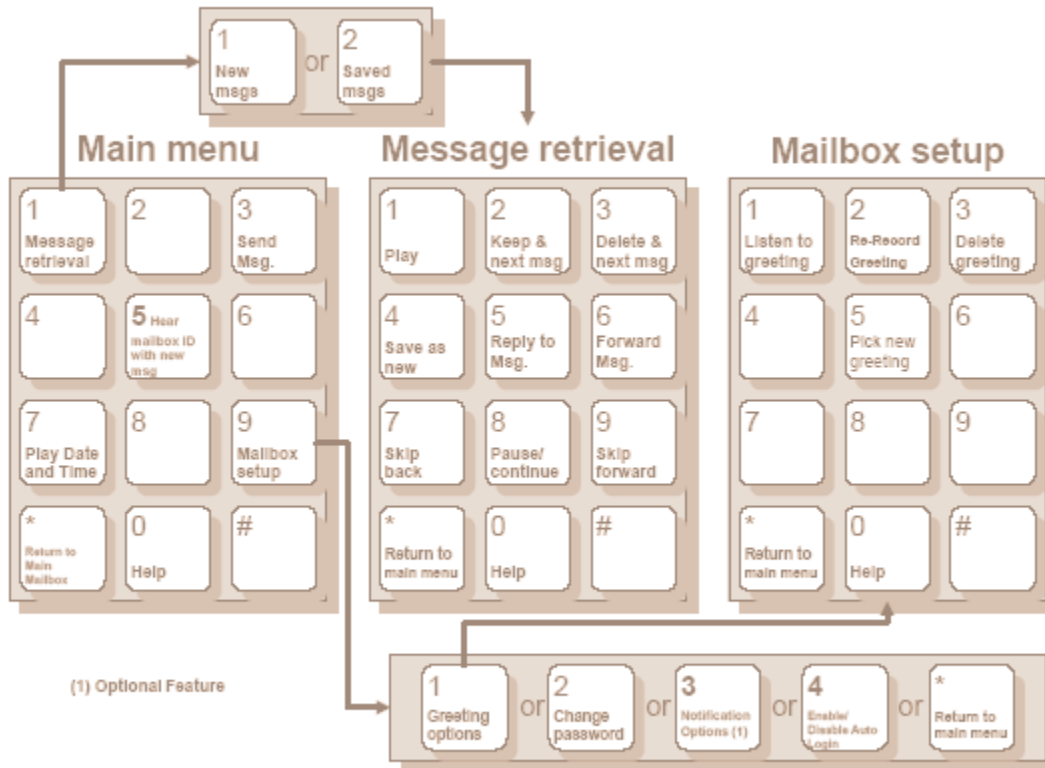 1
New
msgs
or
2
Saved
msgs
Main menu
1
Message
retrieval
2
3
Send
Msg.
4
5 Hear
mailbox ID
with new
msg
6
7
Play Date
and Time
8
9
Mailbox
setup
*
Return to
Main
Mailbox
0
Help
#
Message retrieval
1
Play
2
Keep &
next msg
3
Delete &
next msg
4
Save as
new
5
Reply to
Msg.
6
Forward
Msg.
7
Skip
back
8
Pause/
continue
9
Skip
forward
*
Return to
main menu
0
Help
#
Mailbox setup
1
Listen to
greeting
2
Re-Record
Greeting
3
Delete
greeting
4
5
Pick new
greeting
6
7
8
9
*
Return to
main menu
0
Help
#
(1) Optional Feature
1
Greeting
options
or
2
Change
password
or
3
Notification
Options (1)
or
4
Enable/
Disable Auto
Login
or
*
Return to
main menu